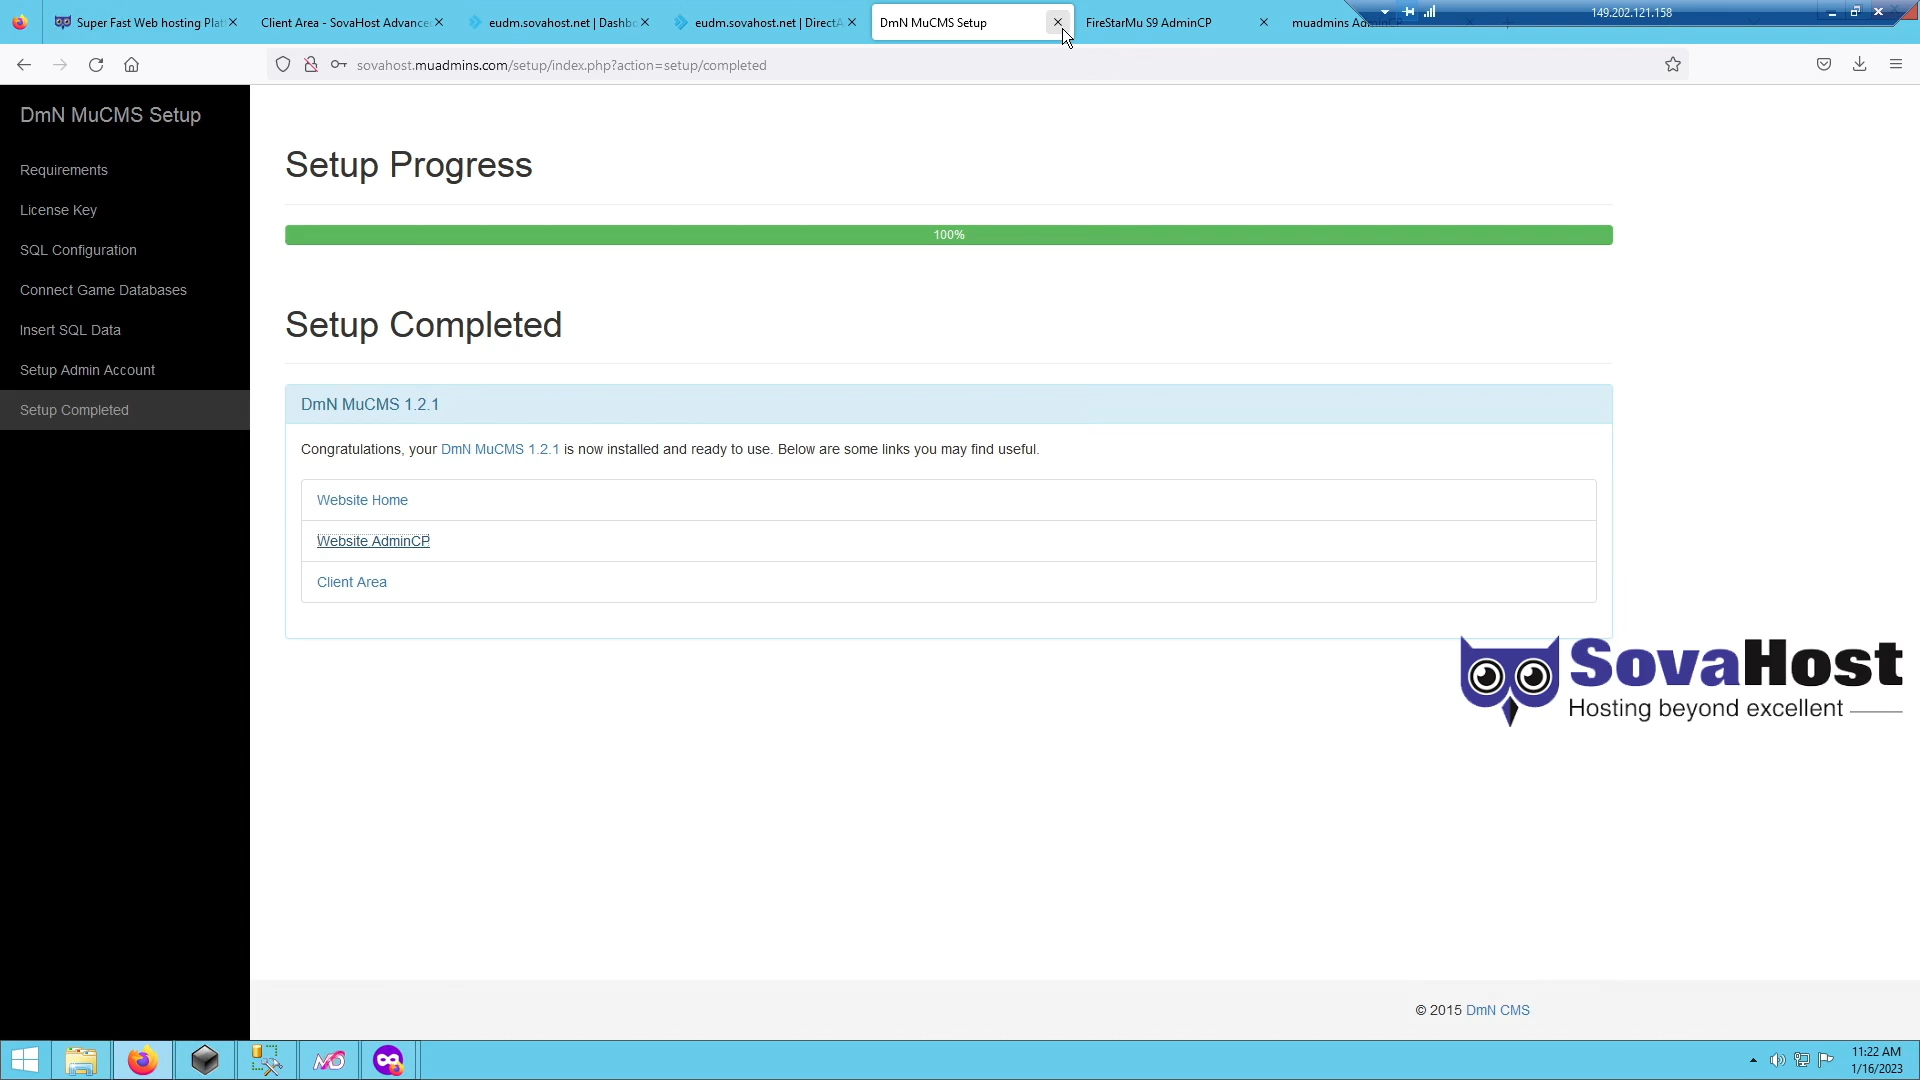 Super Fast Web hosting Plat
Client Area - SovaHost Advanced
eudm.sovahost.net | Dashbo
eudm.sovahost.net | DirectA
DmN MuCMS Setup
FireStarMu S9 AdminCP
muadmins AdminCP
149.202.121.158
sovahost.muadmins.com/setup/index.php?action=setup/completed
DmN MuCMS Setup
Requirements
License Key
SQL Configuration
Connect Game Databases
Insert SQL Data
Setup Admin Account
Setup Completed
Setup Progress
100%
Setup Completed
DmN MuCMS 1.2.1
Congratulations, your DmN MuCMS 1.2.1 is now installed and ready to use. Below are some links you may find useful.
Website Home
Website AdminCP
Client Area
SovaHost
Hosting beyond excellent
© 2015 DmN CMS
11:22 AM
1/16/2023